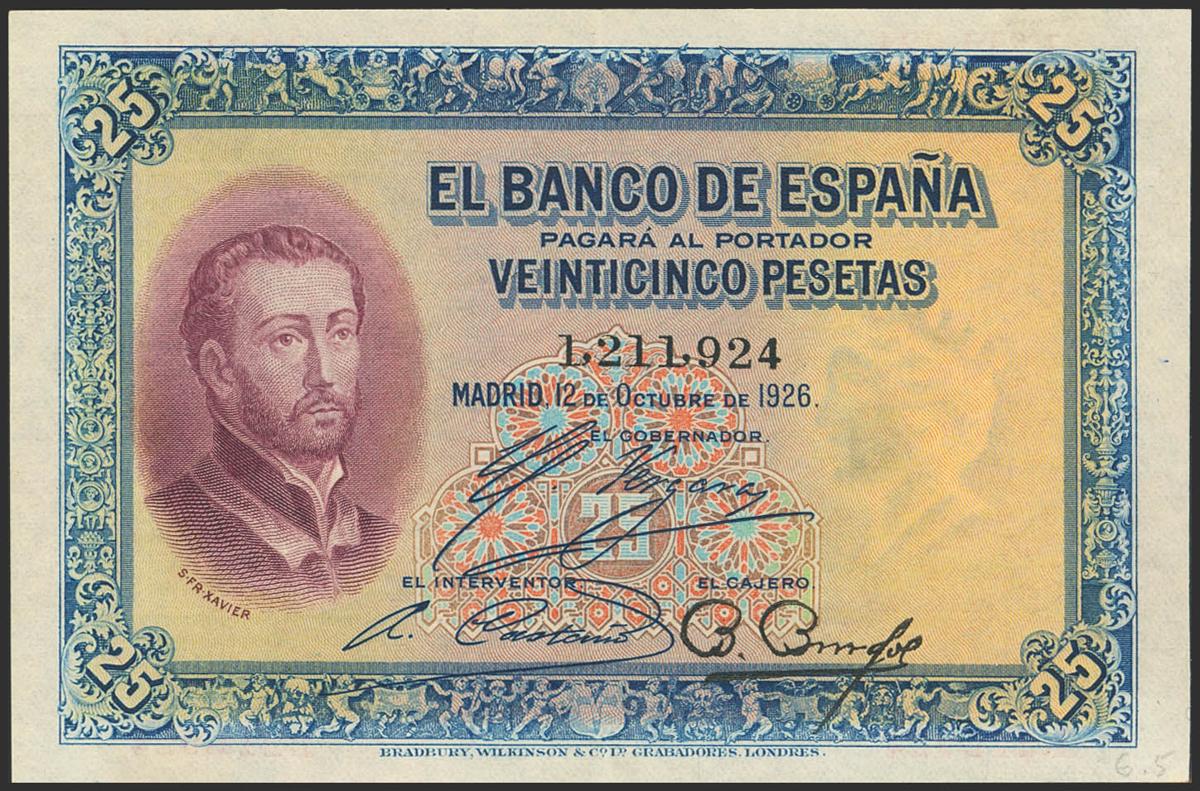 25 25
EL BANCO DE ESPAÑA
PAGARÁ AL PORTADOR
VEINTICINCO PESETAS
1,211,924
MADRID, 12 DE OCTUBRE DE 1926.
EL GOBERNADOR.
25
EL INTERVENTOR
EL CAJERO.
S. FR. XAVIER
25 25
BRADBURY, WILKINSON & Cº Lº GRABADORES. LONDRES.
6.5